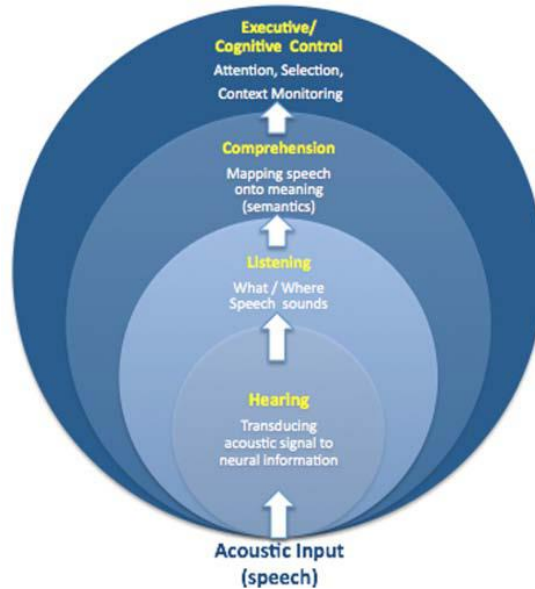 Executive/
Cognitive Control
Attention, Selection,
Context Monitoring
Comprehension
Mapping speech
onto meaning
(semantics)
Listening
What / Where
Speech sounds
Hearing
Transducing
acoustic signal to
neural information
Acoustic Input
(speech)